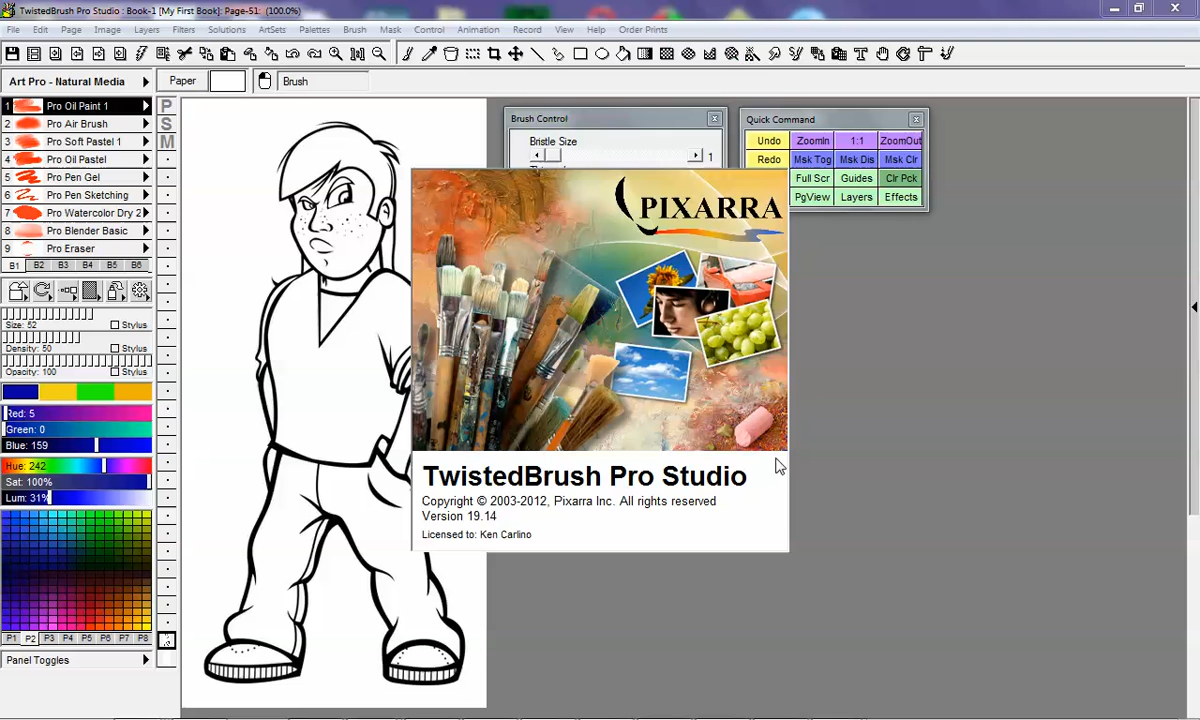 TwistedBrush Pro Studio : Book-1 [My First Book]: Page-51: (100.0%)
File Edit Page Image Layers Filters Solutions ArtSets Palettes Brush Mask Control Animation Record View Help Order Prints
Art Pro - Natural Media
Paper
Brush
1 Pro Oil Paint 1
2 Pro Air Brush
3 Pro Soft Pastel 1
4 Pro Oil Pastel
5 Pro Pen Gel
6 Pro Pen Sketching
7 Pro Watercolor Dry 2
8 Pro Blender Basic
9 Pro Eraser
B1 B2 B3 B4 B5 B6
P
S
M
Size: 52 Stylus
Density: 50 Stylus
Opacity: 100 Stylus
Red: 5
Green: 0
Blue: 159
Hue: 242
Sat: 100%
Lum: 31%
P1 P2 P3 P4 P5 P6 P7 P8
Panel Toggles
Brush Control
Bristle Size
1
Quick Command
Undo ZoomIn 1:1 ZoomOut
Redo Msk Tog Msk Dis Msk Clr
Full Scr Guides Clr Pck
PgView Layers Effects
PIXARRA
TwistedBrush Pro Studio
Copyright © 2003-2012, Pixarra Inc. All rights reserved
Version 19.14
Licensed to: Ken Carlino